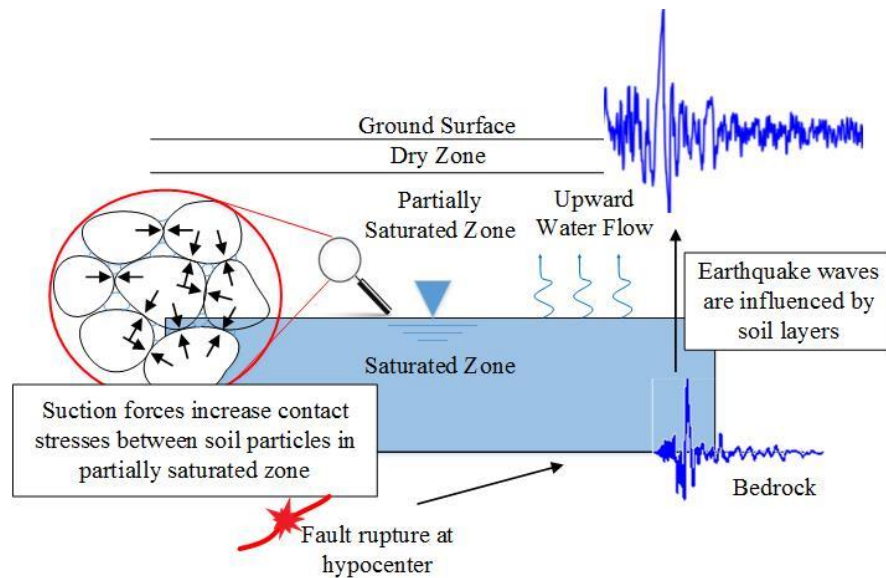 Ground Surface
Dry Zone
Partially
Saturated Zone
Upward
Water Flow
Earthquake waves
are influenced by
soil layers
Saturated Zone
Suction forces increase contact
stresses between soil particles in
partially saturated zone
Bedrock
Fault rupture at
hypocenter